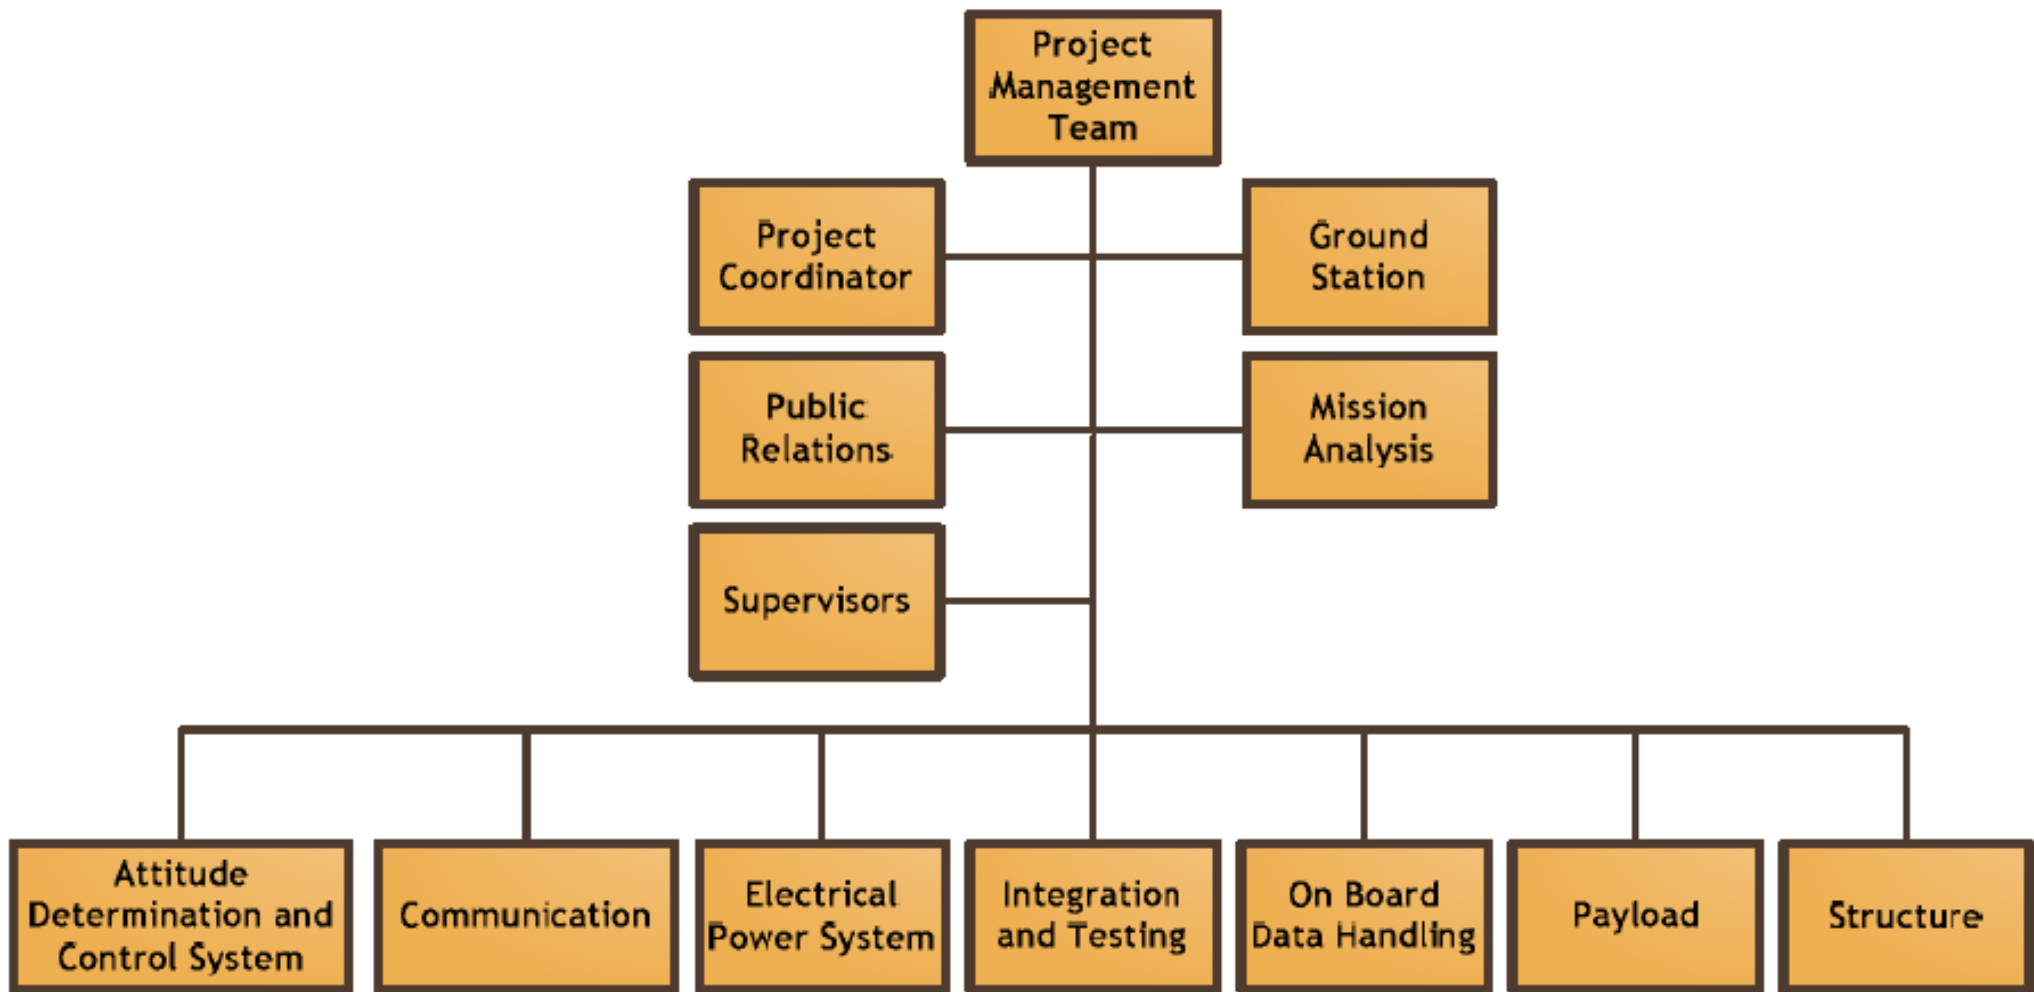 Project
Management
Team
Project
Coordinator
Ground
Station
Public
Relations
Mission
Analysis
Supervisors
Attitude
Determination and
Control System
Communication
Electrical
Power System
Integration
and Testing
On Board
Data Handling
Payload
Structure